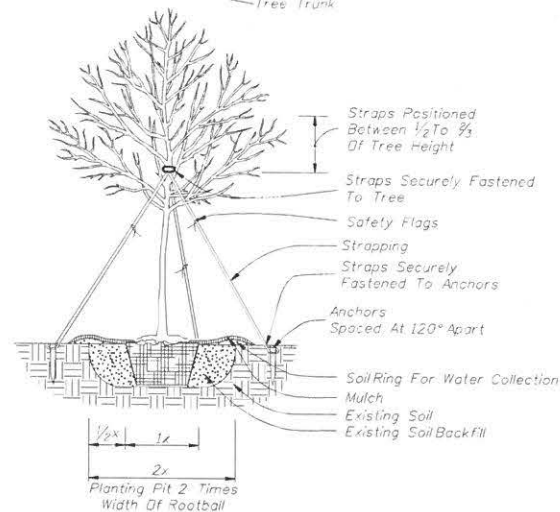 Tree Trunk
Straps Positioned
Between 1/2 To 2/3
Of Tree Height
Straps Securely Fastened
To Tree
Safety Flags
Strapping
Straps Securely
Fastened To Anchors
Anchors
Spaced At 120° Apart
Soil Ring For Water Collection
Mulch
Existing Soil
Existing Soil Backfill
1/2x
1x
2x
Planting Pit 2 Times
Width Of Rootball